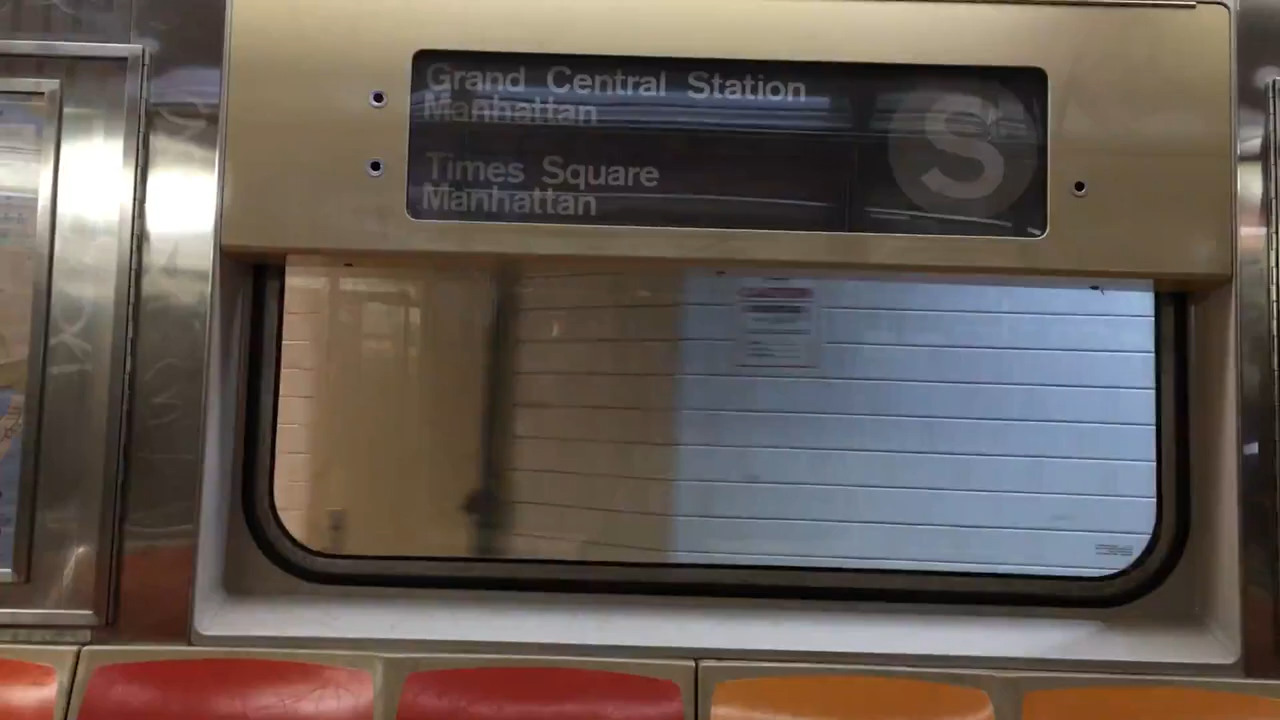 Grand Central Station
Manhattan
Times Square
Manhattan
S